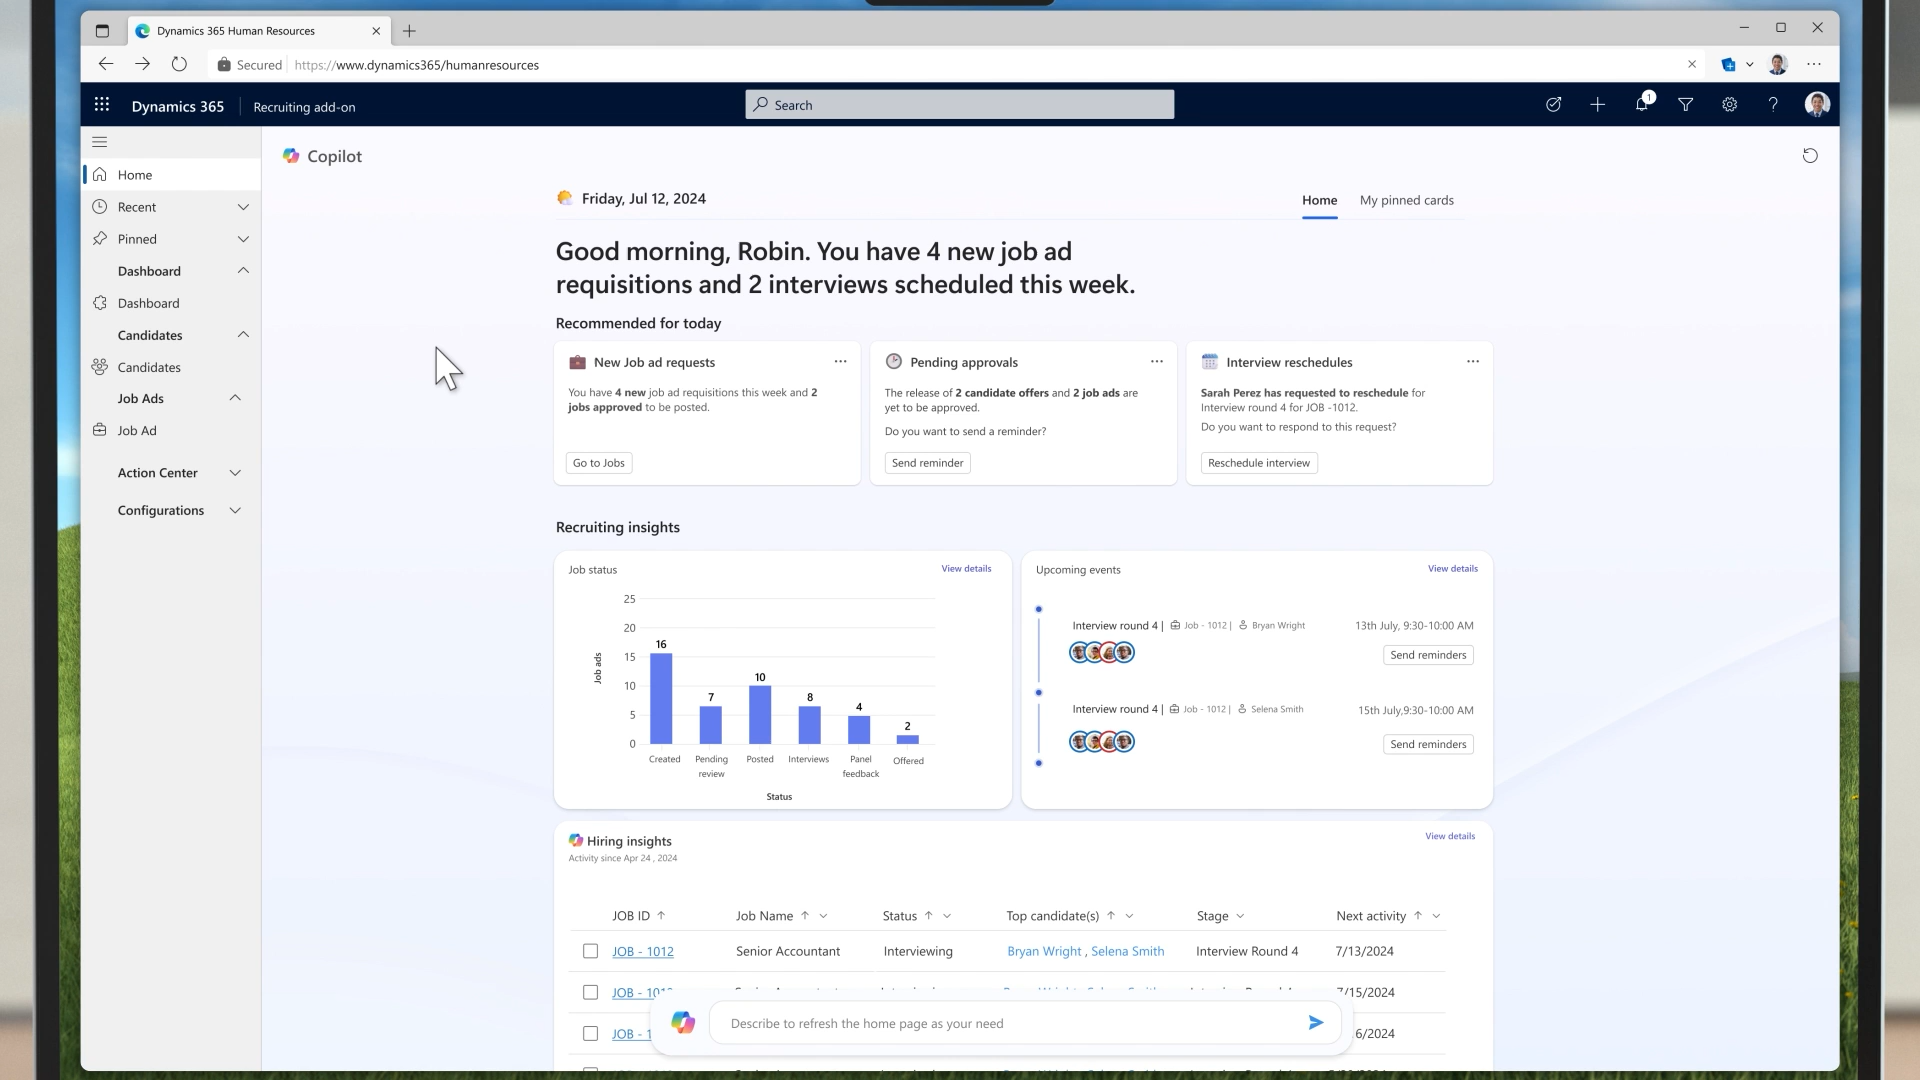 Dynamics 365 Human Resources
Secured https://www.dynamics365/humanresources
Dynamics 365 Recruiting add-on
Search
1
Copilot
Home
Recent
Pinned
Dashboard
Dashboard
Candidates
Candidates
Job Ads
Job Ad
Action Center
Configurations
Friday, Jul 12, 2024
Home My pinned cards
Good morning, Robin. You have 4 new job ad
requisitions and 2 interviews scheduled this week.
Recommended for today
New Job ad requests
You have 4 new job ad requisitions this week and 2
jobs approved to be posted.
Go to Jobs
Pending approvals
The release of 2 candidate offers and 2 job ads are
yet to be approved.
Do you want to send a reminder?
Send reminder
Interview reschedules
Sarah Perez has requested to reschedule for
Interview round 4 for JOB -1012.
Do you want to respond to this request?
Reschedule interview
Recruiting insights
Job status
View details
25
20
15
10
5
0
Job ads
16
7
10
8
4
2
Created
Pending
review
Posted
Interviews
Panel
feedback
Offered
Status
Upcoming events
View details
Interview round 4 | Job - 1012 | Bryan Wright
13th July, 9:30-10:00 AM
Send reminders
Interview round 4 | Job - 1012 | Selena Smith
15th July,9:30-10:00 AM
Send reminders
Hiring insights
View details
Activity since Apr 24 , 2024
JOB ID Job Name Status Top candidate(s) Stage Next activity
JOB - 1012 Senior Accountant Interviewing Bryan Wright , Selena Smith Interview Round 4 7/13/2024
JOB - 7/15/2024
JOB -
Describe to refresh the home page as your need